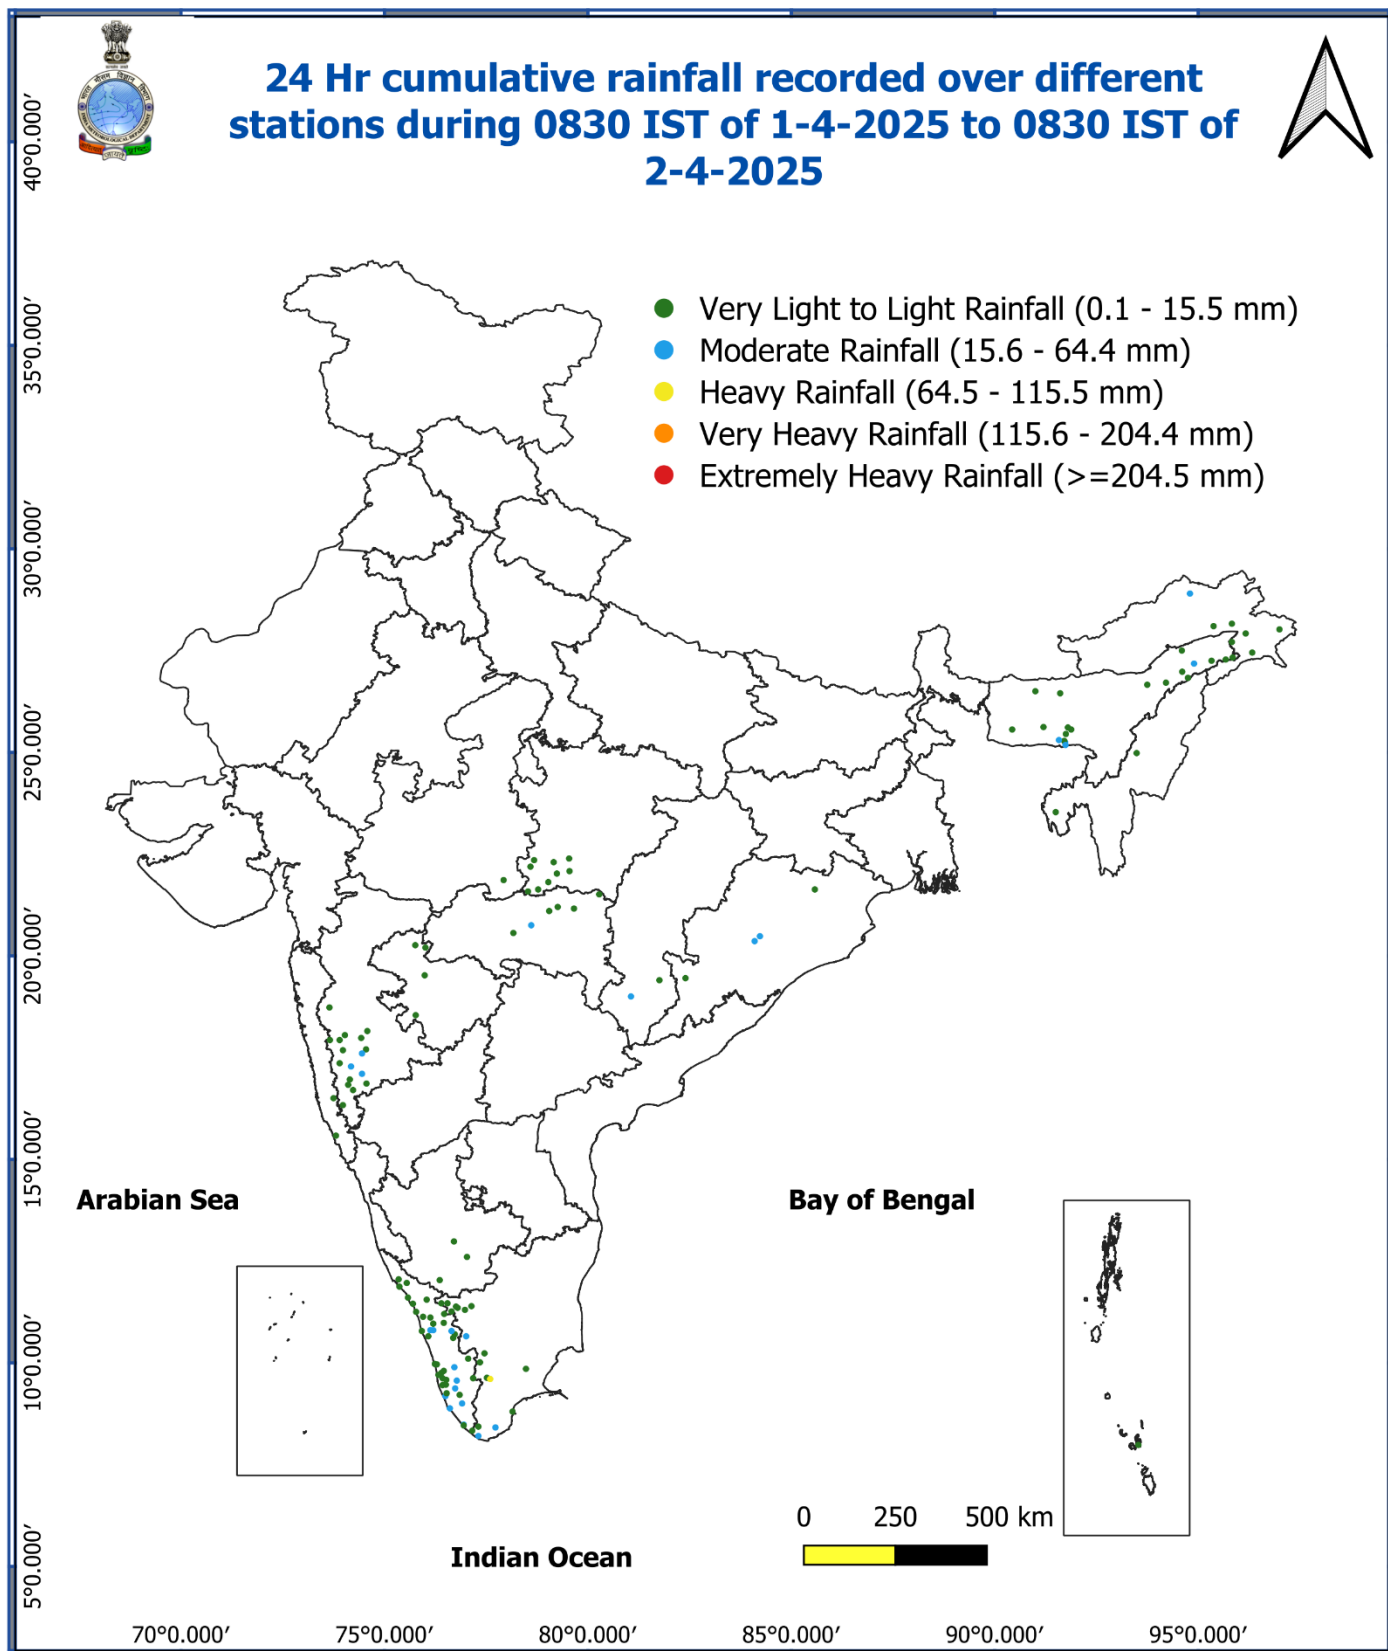 24 Hr cumulative rainfall recorded over different
stations during 0830 IST of 1-4-2025 to 0830 IST of
2-4-2025
Very Light to Light Rainfall (0.1 - 15.5 mm)
Moderate Rainfall (15.6 - 64.4 mm)
Heavy Rainfall (64.5 - 115.5 mm)
Very Heavy Rainfall (115.6 - 204.4 mm)
Extremely Heavy Rainfall (>=204.5 mm)
40°0.000′
35°0.000′
30°0.000′
25°0.000′
20°0.000′
15°0.000′
10°0.000′
5°0.000′
Arabian Sea
Bay of Bengal
0 250 500 km
Indian Ocean
70°0.000′ 75°0.000′ 80°0.000′ 85°0.000′ 90°0.000′ 95°0.000′